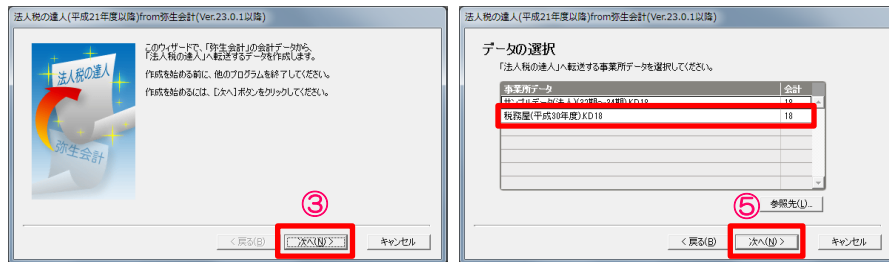 法人税の達人(平成21年度以降)from弥生会計(Ver.23.0.1以降)
法人税の達人
弥生会計
このウィザードで、「弥生会計」の会計データから、
「法人税の達人」へ転送するデータを作成します。
作成を始める前に、他のプログラムを終了してください。
作成を始めるには、[次へ]ボタンをクリックしてください。
③
< 戻る(B)
次へ(N) >
キャンセル
法人税の達人(平成21年度以降)from弥生会計(Ver.23.0.1以降)
データの選択
「法人税の達人」へ転送する事業所データを選択してください。
事業所データ 会計
サンプルデータ(法人)(32期～34期).KD18 18
税務屋(平成30年度).KD18 18
⑤
参照先(L)...
< 戻る(B)
次へ(N) >
キャンセル